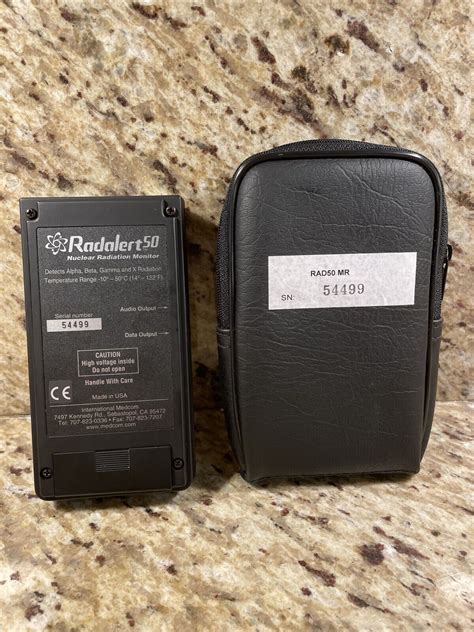 Radalert50
Nuclear Radiation Monitor
Detects Alpha, Beta, Gamma and X Radiation
Temperature Range -10° – 50°C (14° – 122°F)
Audio Output
Serial number
54499
Data Output
CAUTION
High voltage inside
Do not open
Handle With Care
CE
Made in USA
International Medcom
7497 Kennedy Rd., Sebastopol, CA 95472
Tel: 707-823-0336 • Fax: 707-823-7207
www.medcom.com
RAD50 MR
SN: 54499